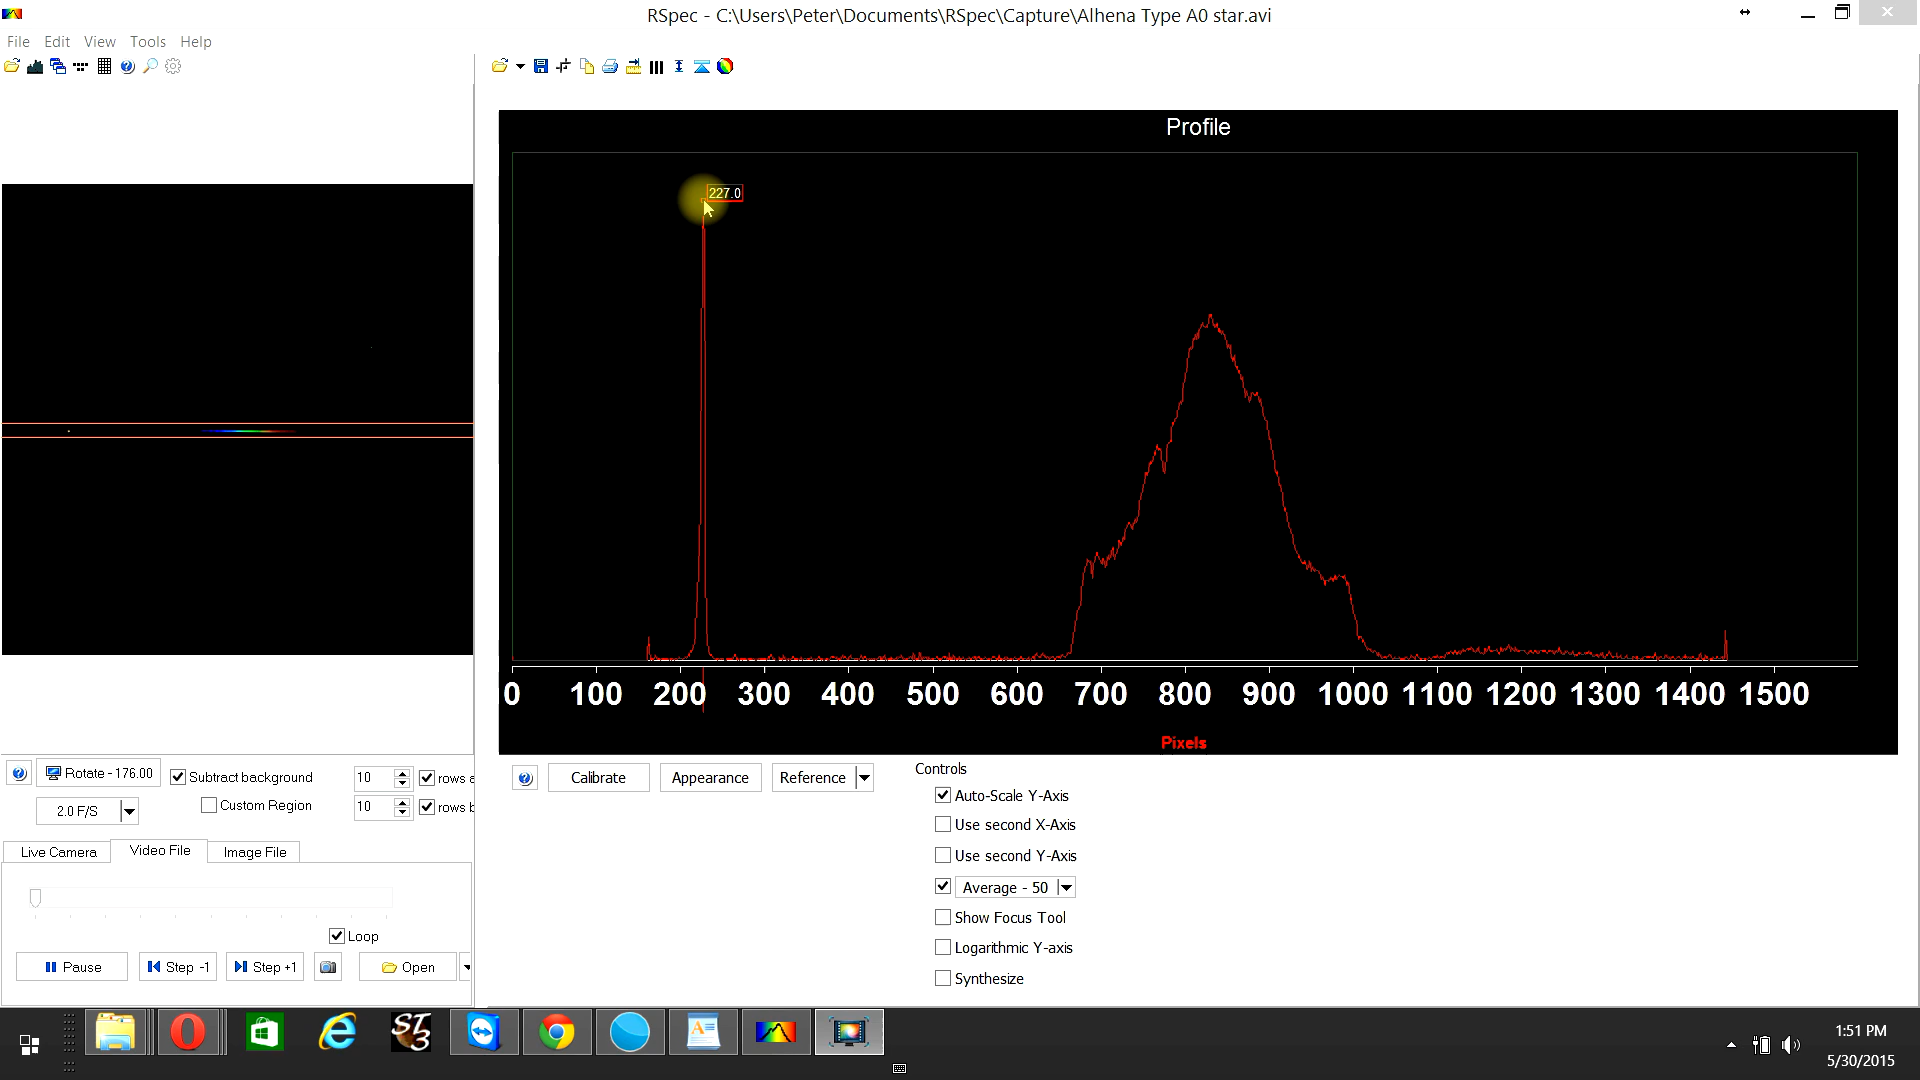 RSpec - C:\Users\Peter\Documents\RSpec\Capture\Alhena Type A0 star.avi
File Edit View Tools Help
Profile
227.0
0 100 200 300 400 500 600 700 800 900 1000 1100 1200 1300 1400 1500
Pixels
Rotate - 176.00
Subtract background
10
rows a
2.0 F/S
Custom Region
10
rows b
Live Camera
Video File
Image File
Loop
Pause
Step -1
Step +1
Open
Calibrate
Appearance
Reference
Controls
Auto-Scale Y-Axis
Use second X-Axis
Use second Y-Axis
Average - 50
Show Focus Tool
Logarithmic Y-axis
Synthesize
ST3
1:51 PM
5/30/2015